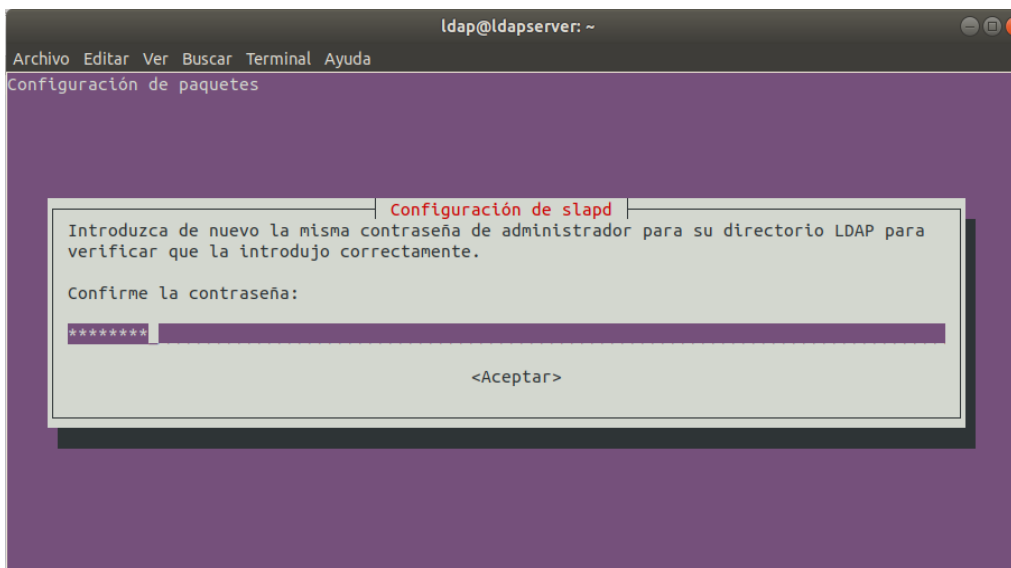 ldap@ldapserver: ~
Archivo Editar Ver Buscar Terminal Ayuda
Configuración de paquetes
Configuración de slapd
Introduzca de nuevo la misma contraseña de administrador para su directorio LDAP para
verificar que la introdujo correctamente.
Confirme la contraseña:
********
<Aceptar>